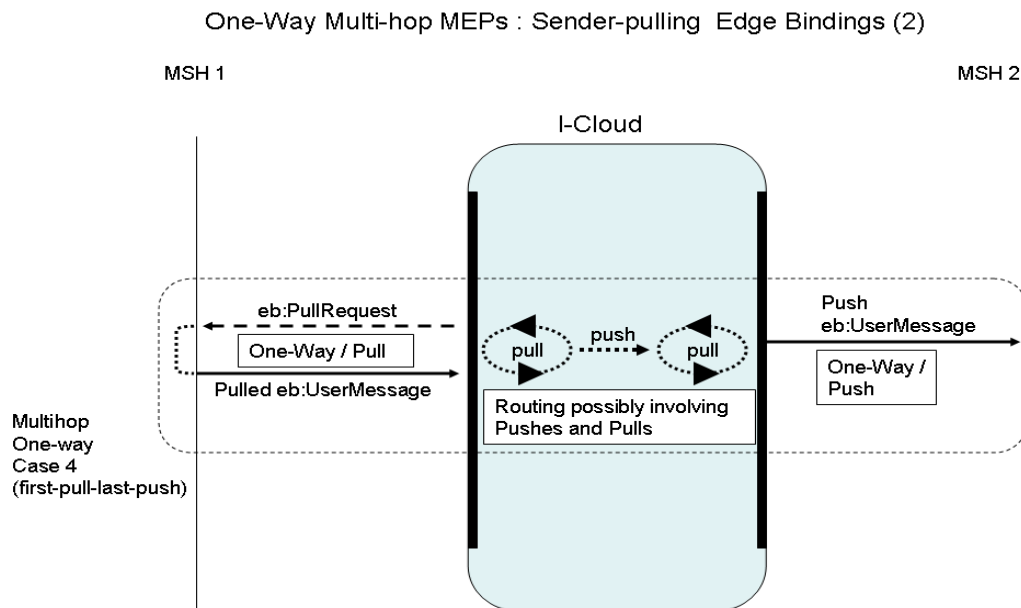 One-Way Multi-hop MEPs : Sender-pulling Edge Bindings (2)
MSH 1
MSH 2
I-Cloud
eb:PullRequest
One-Way / Pull
Pulled eb:UserMessage
pull
push
pull
Routing possibly involving
Pushes and Pulls
Push
eb:UserMessage
One-Way /
Push
Multihop
One-way
Case 4
(first-pull-last-push)